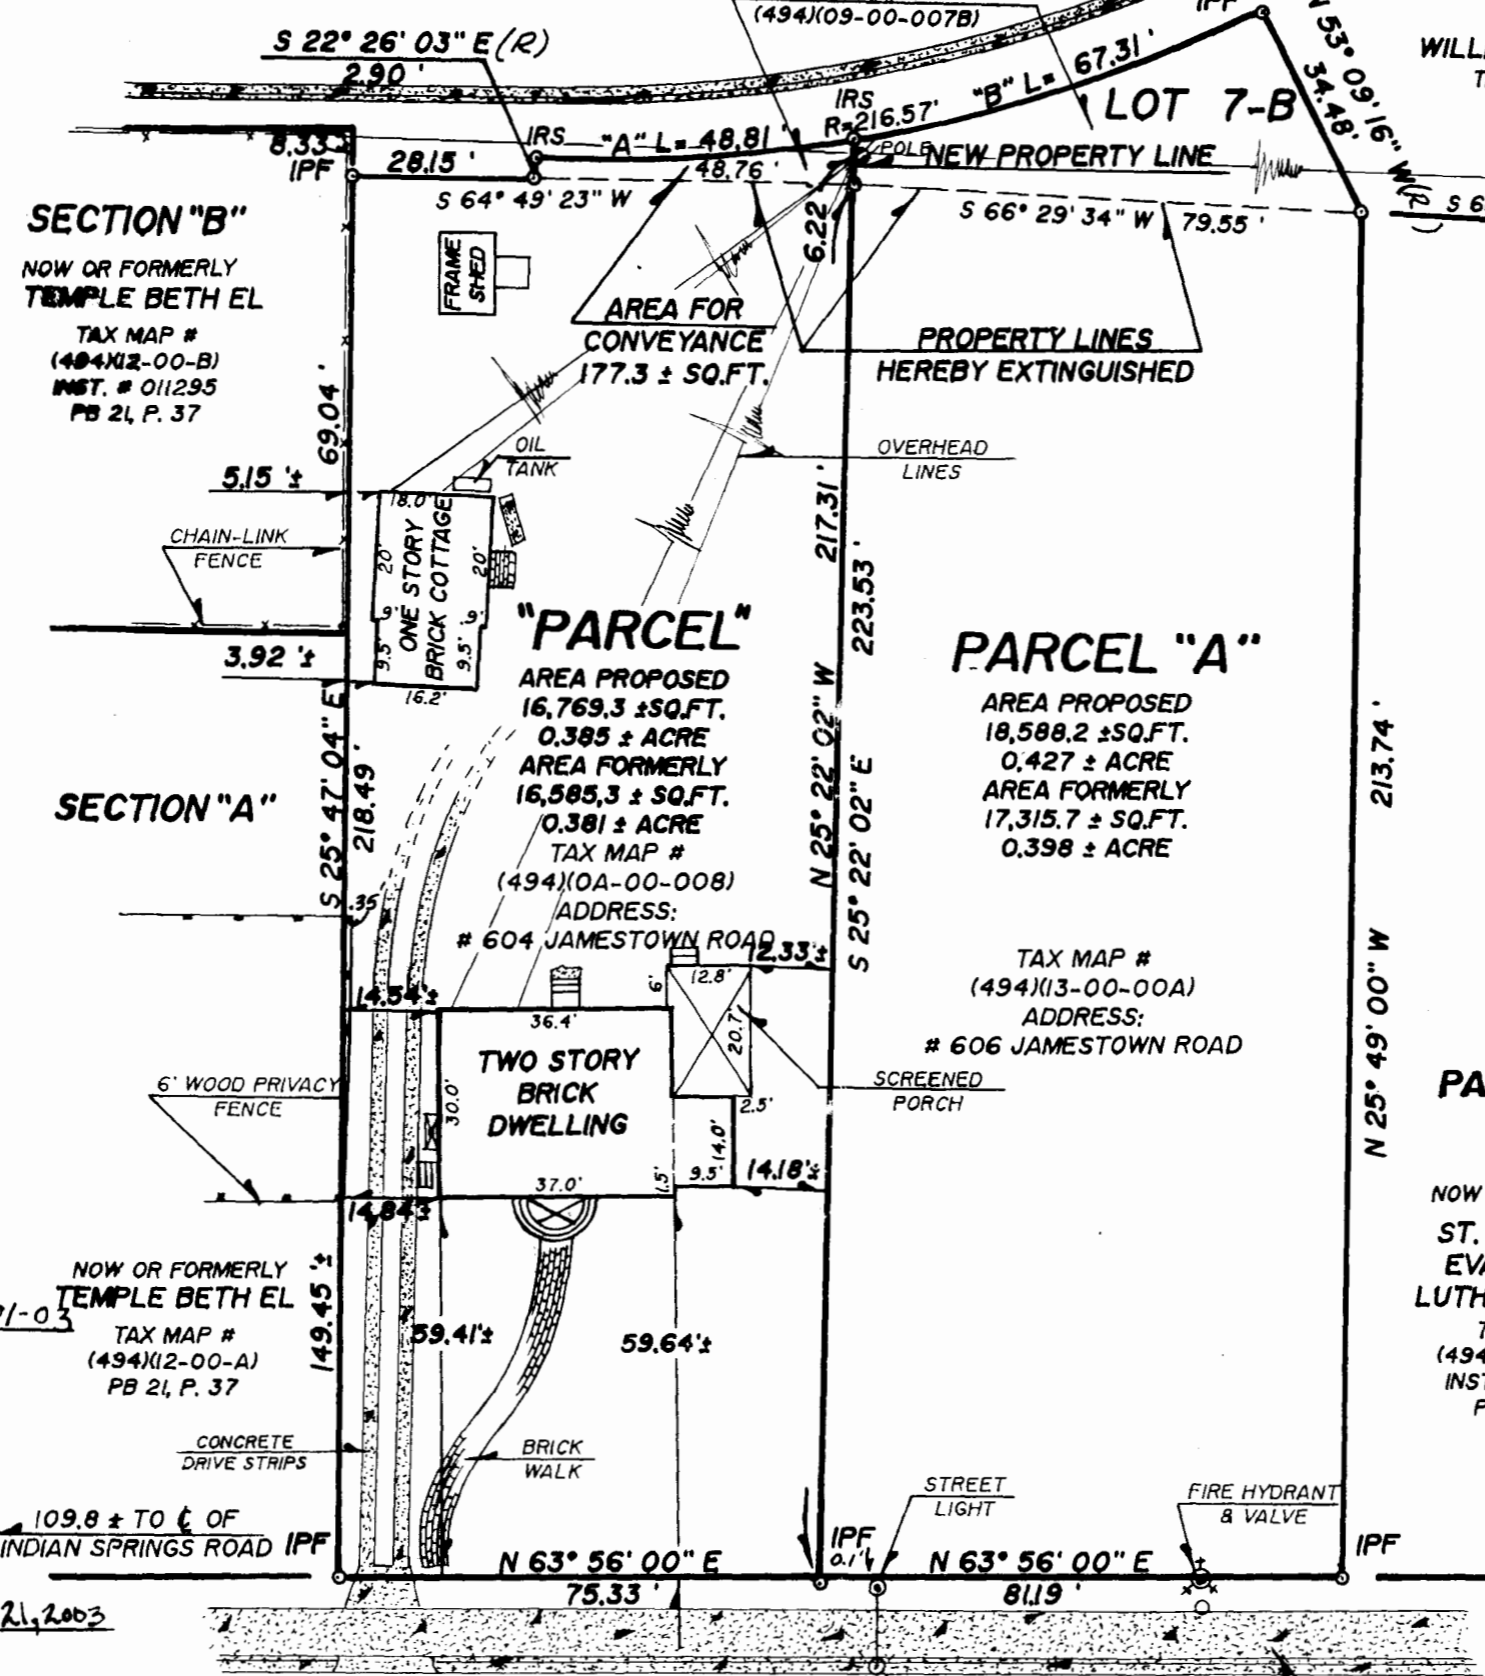 (494)(09-00-007B)
IPF
S 22° 26' 03" E (R)
2.90 '
N 53° 09' 16" W (R)
34.48'
"B" L= 67.31 '
LOT 7-B
IRS
R=216.57'
IRS
"A" L= 48.81 '
8.33
IPF
28.15 '
POLE
NEW PROPERTY LINE
48.76 '
S 64° 49' 23" W
S 66° 29' 34" W 79.55 '
6.22
SECTION "B"
NOW OR FORMERLY
TEMPLE BETH EL
TAX MAP #
(494)(12-00-B)
INST. # 011295
PB 21, P. 37
FRAME
SHED
AREA FOR
CONVEYANCE
177.3 ± SQ.FT.
PROPERTY LINES
HEREBY EXTINGUISHED
69.04 '
OIL
TANK
OVERHEAD
LINES
5.15 '±
CHAIN-LINK
FENCE
18.0'
20'
ONE STORY
BRICK COTTAGE
20'
.9'
.9'
9.5'
9.5'
16.2'
3.92 '±
217.31 '
223.53 '
"PARCEL"
AREA PROPOSED
16,769.3 ±SQ.FT.
0.385 ± ACRE
AREA FORMERLY
16,585.3 ± SQ.FT.
0.381 ± ACRE
TAX MAP #
(494)(0A-00-008)
ADDRESS:
# 604 JAMESTOWN ROAD
PARCEL "A"
AREA PROPOSED
18,588.2 ±SQ.FT.
0.427 ± ACRE
AREA FORMERLY
17,315.7 ± SQ.FT.
0.398 ± ACRE
TAX MAP #
(494)(13-00-00A)
ADDRESS:
# 606 JAMESTOWN ROAD
SECTION "A"
S 25° 47' 04" E
218.49 '
N 25° 22' 02" W
S 25° 22' 02" E
213.74 '
N 25° 49' 00" W
.35
12.33'±
14.54'±
6'
12.8'
36.4'
20.7'
TWO STORY
BRICK
DWELLING
30.0'
SCREENED
PORCH
2.5'
14.0'
9.5'
14.18'±
37.0'
1.5'
6' WOOD PRIVACY
FENCE
14.84'±
NOW OR FORMERLY
TEMPLE BETH EL
TAX MAP #
(494)(12-00-A)
PB 21, P. 37
149.45 '±
59.41'±
59.64'±
CONCRETE
DRIVE STRIPS
BRICK
WALK
STREET
LIGHT
FIRE HYDRANT
& VALVE
109.8 ± TO ℄ OF
INDIAN SPRINGS ROAD
IPF
N 63° 56' 00" E
75.33 '
IPF
0.1'
N 63° 56' 00" E
81.19 '
IPF
21, 2003
NOW
ST.